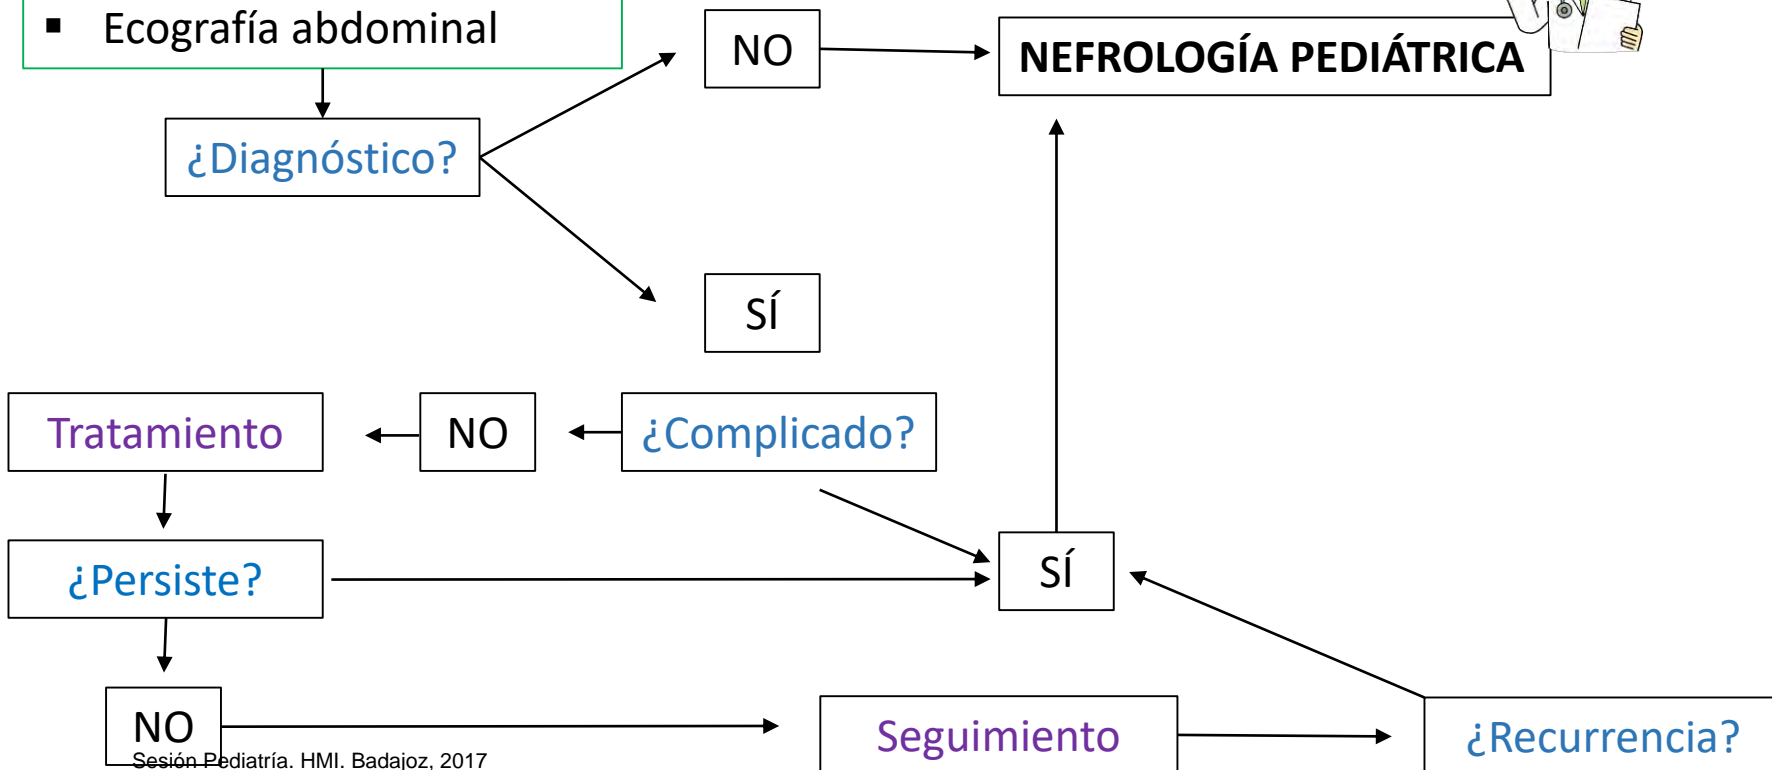 ▪ Ecografía abdominal
NO
NEFROLOGÍA PEDIÁTRICA
¿Diagnóstico?
SÍ
Tratamiento
NO
¿Complicado?
¿Persiste?
SÍ
NO
Seguimiento
¿Recurrencia?
Sesión Pediatría. HMI. Badajoz, 2017